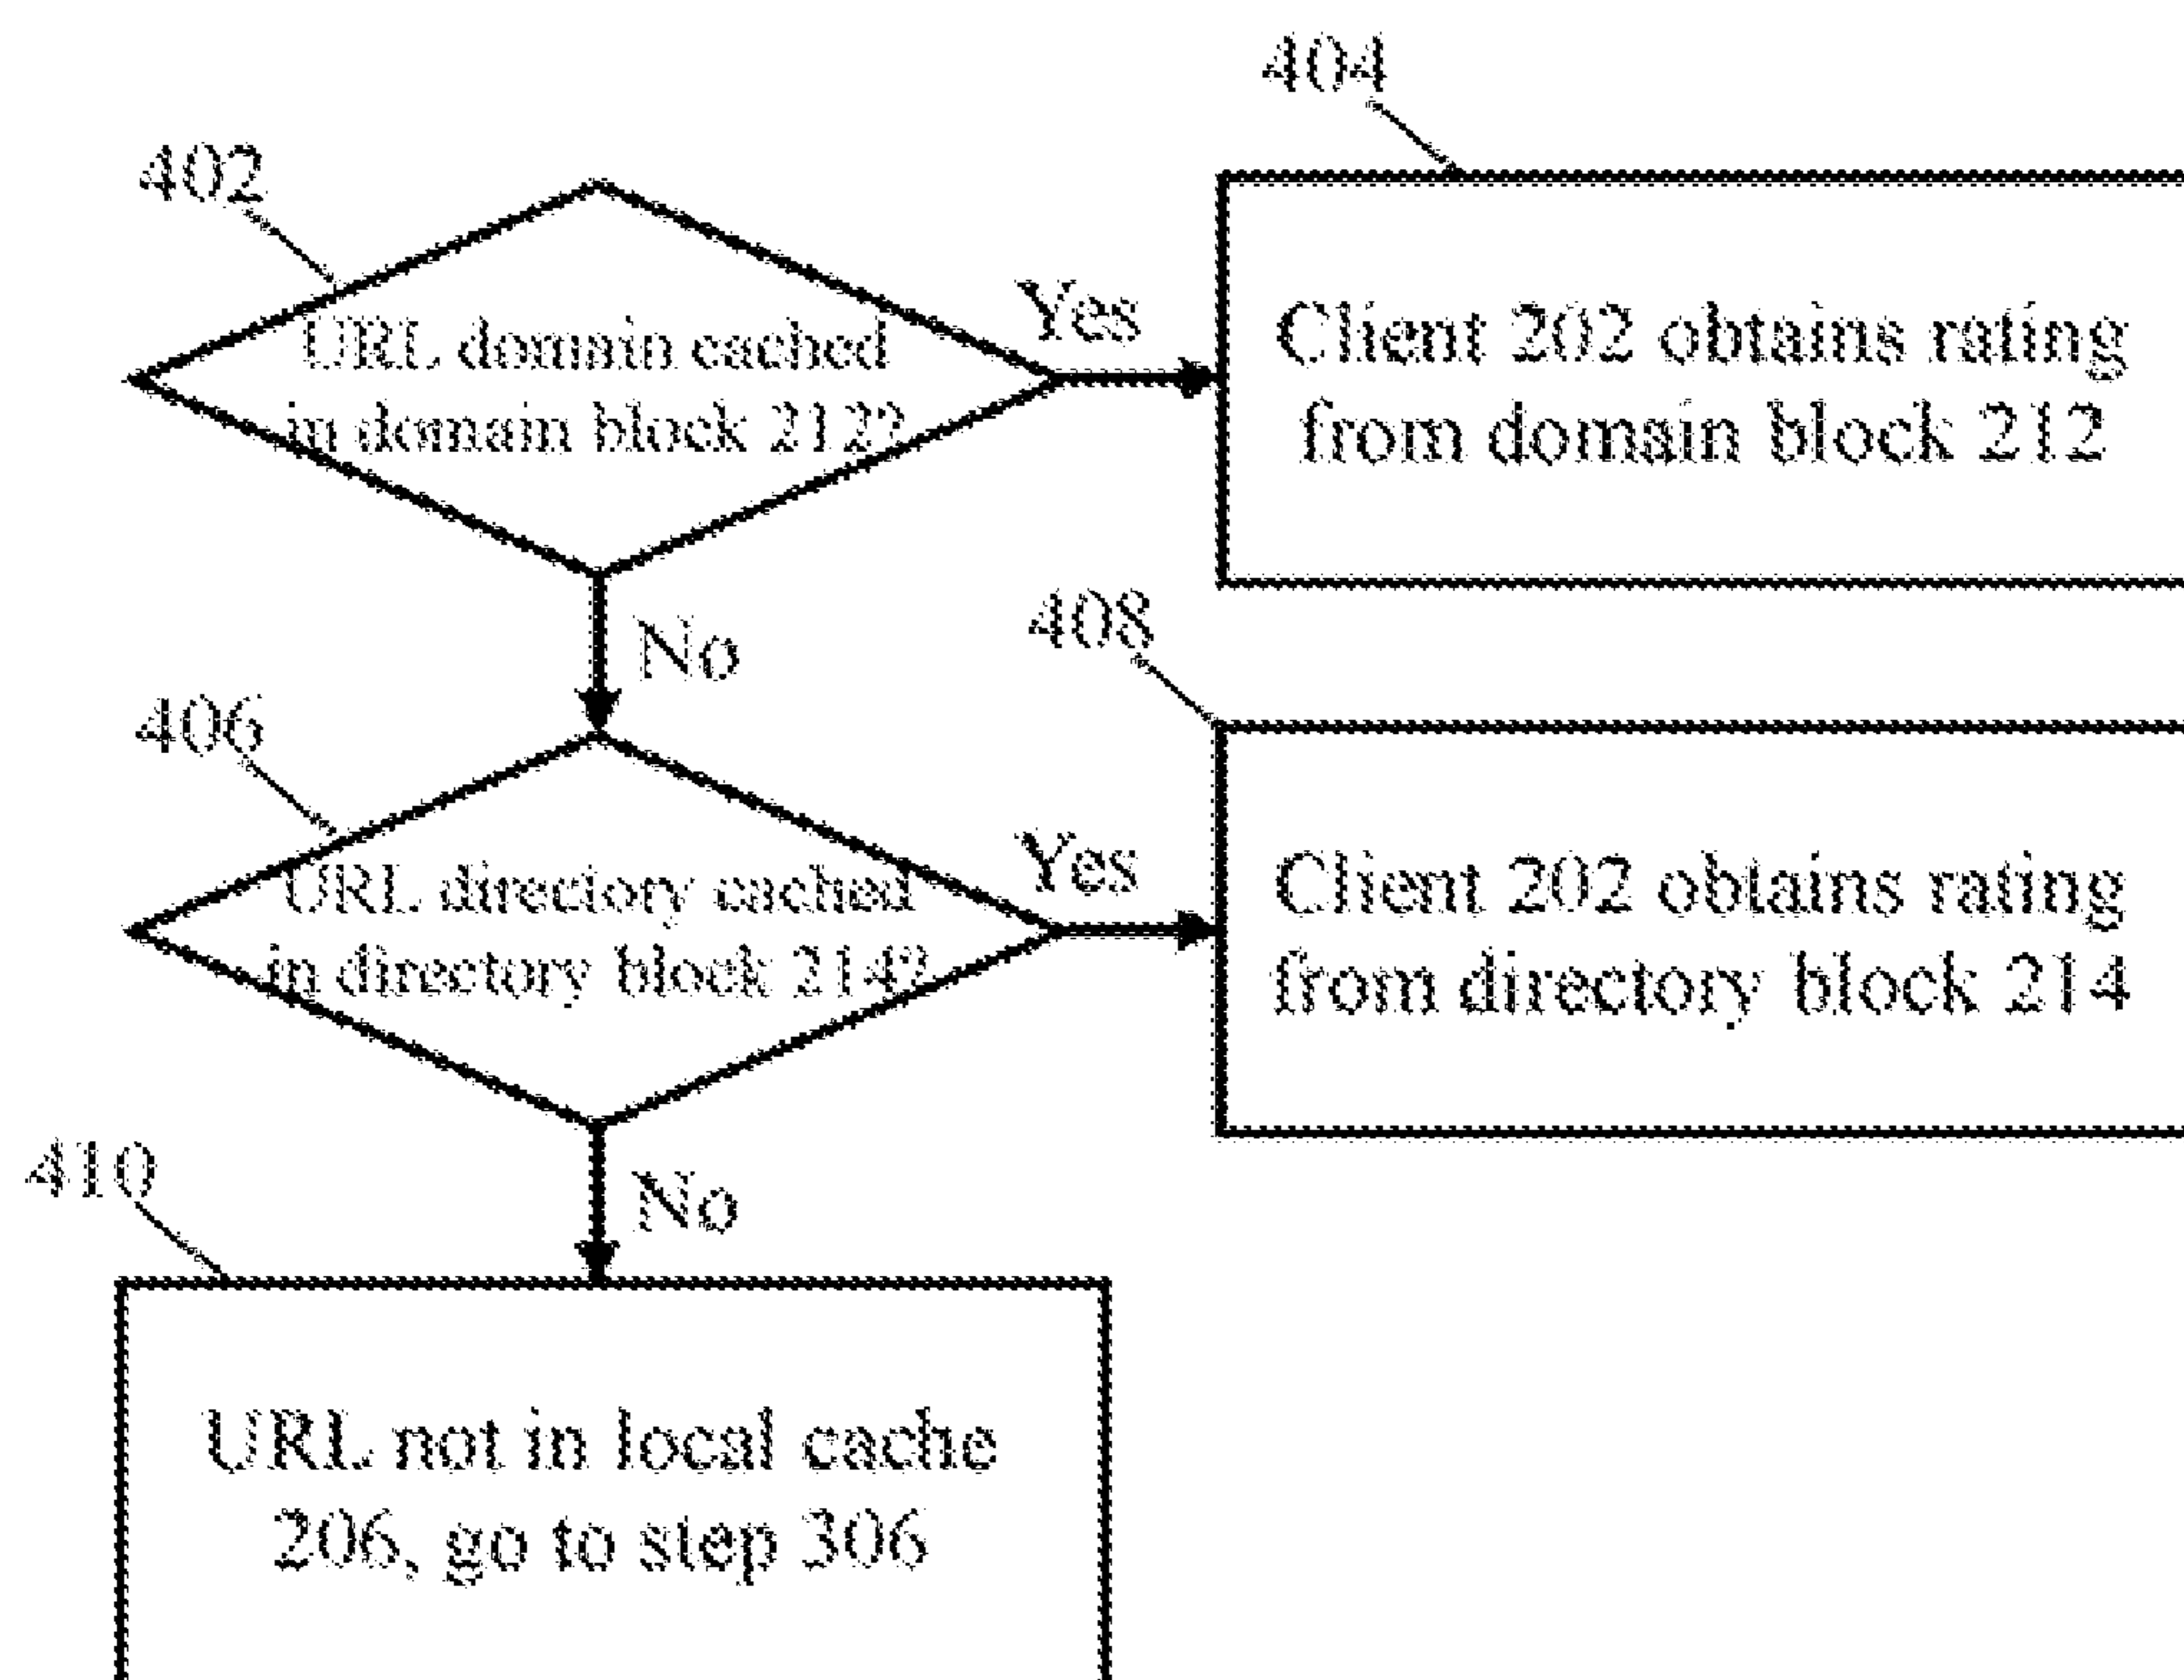 404
402
URL domain cached
in domain block 212?
Yes
Client 202 obtains rating
from domain block 212
No
408
406
URL directory cached
in directory block 214?
Yes
Client 202 obtains rating
from directory block 214
410
No
URL not in local cache
206, go to step 306